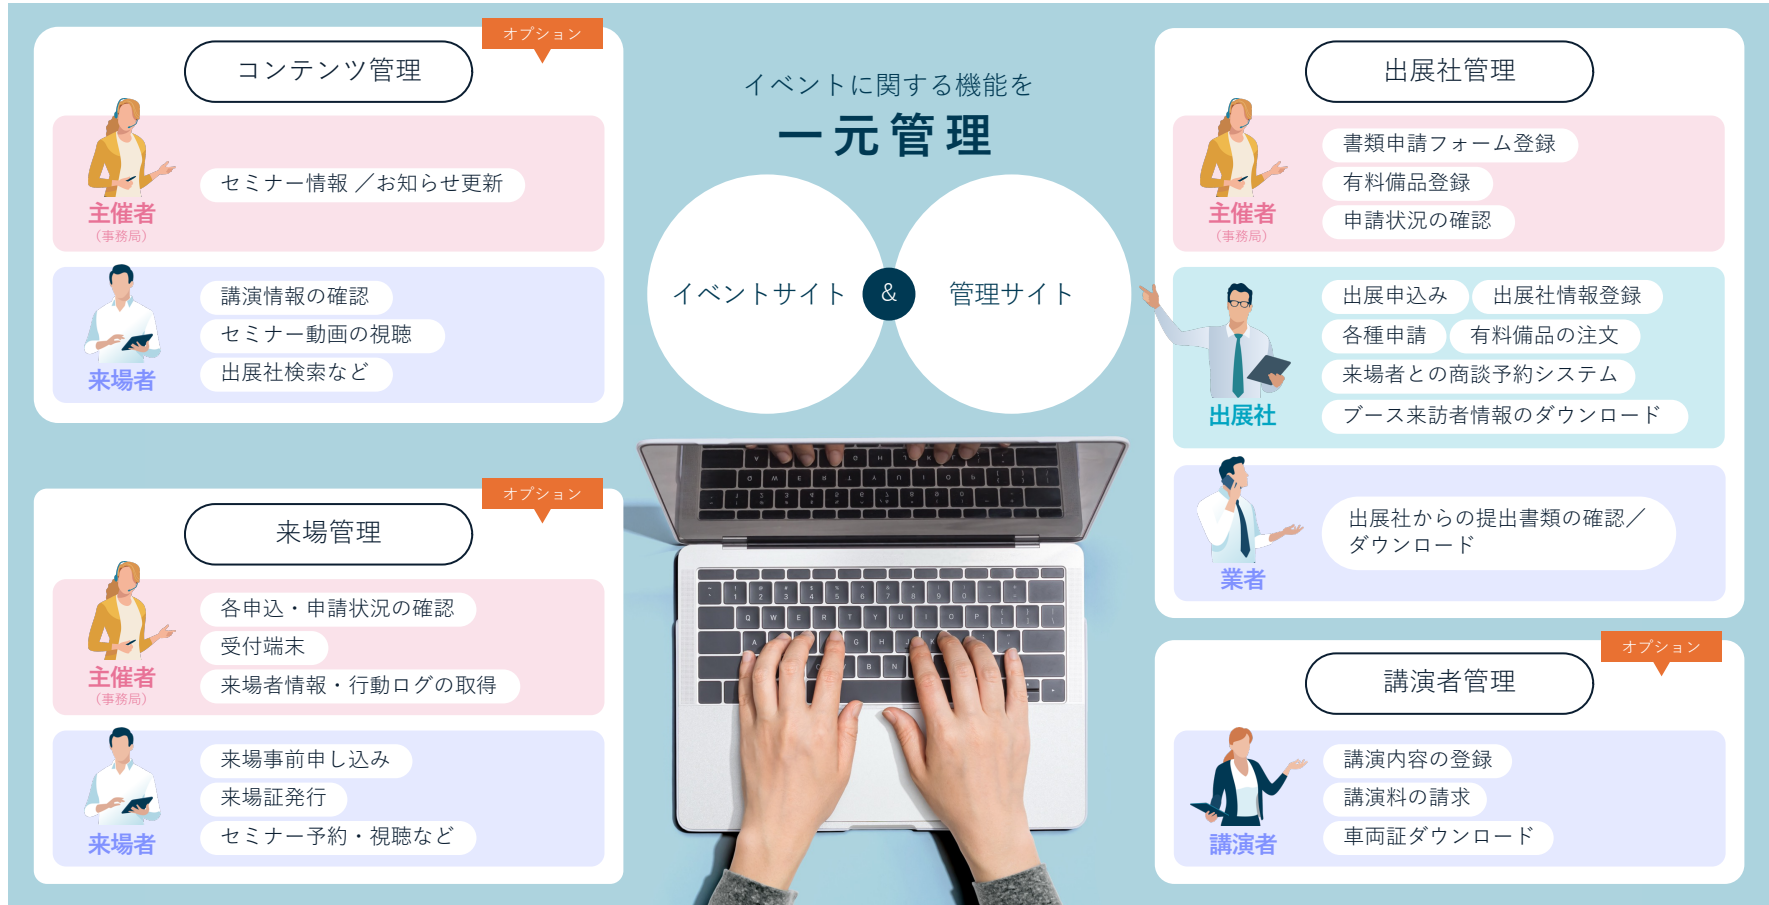 オプション
コンテンツ管理
主催者
（事務局）
セミナー情報 ／お知らせ更新
来場者
講演情報の確認
セミナー動画の視聴
出展社検索など
オプション
来場管理
主催者
（事務局）
各申込・申請状況の確認
受付端末
来場者情報・行動ログの取得
来場者
来場事前申し込み
来場証発行
セミナー予約・視聴など
イベントに関する機能を
一元管理
イベントサイト & 管理サイト
出展社管理
主催者
（事務局）
書類申請フォーム登録
有料備品登録
申請状況の確認
出展社
出展申込み 出展社情報登録
各種申請 有料備品の注文
来場者との商談予約システム
ブース来訪者情報のダウンロード
業者
出展社からの提出書類の確認／
ダウンロード
オプション
講演者管理
講演者
講演内容の登録
講演料の請求
車両証ダウンロード